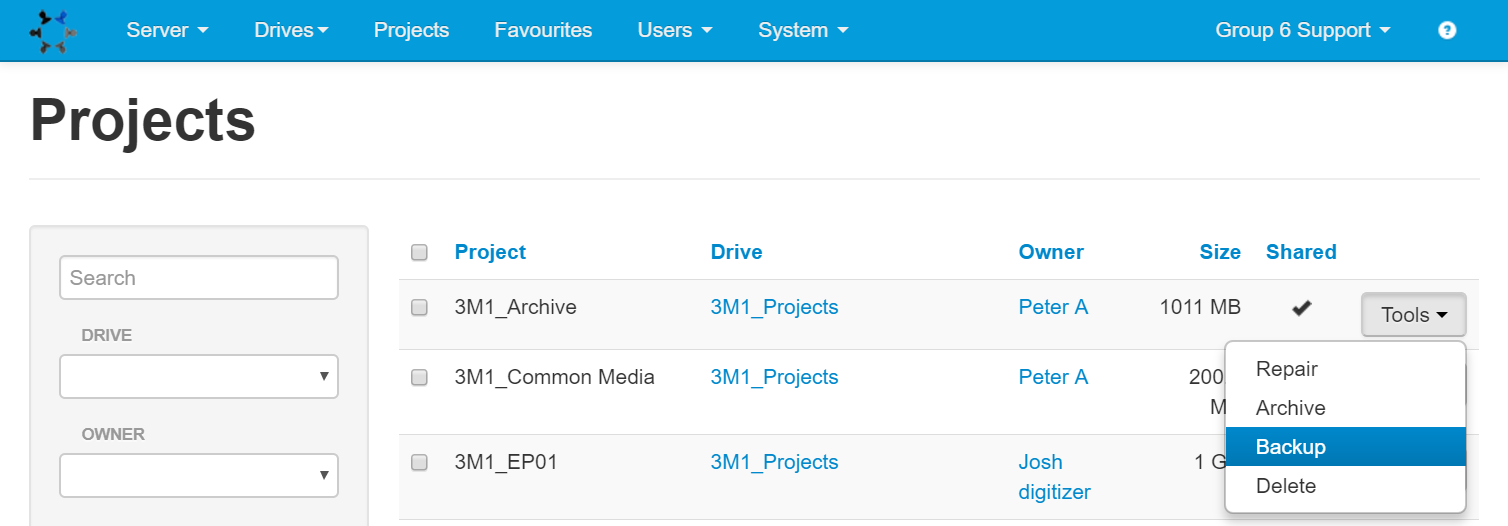 Server Drives Projects Favourites Users System Group 6 Support ?
Projects
Search
DRIVE
OWNER
Project Drive Owner Size Shared
3M1_Archive 3M1_Projects Peter A 1011 MB Tools
3M1_Common Media 3M1_Projects Peter A
3M1_EP01 3M1_Projects Josh digitizer 1
Repair
Archive
Backup
Delete